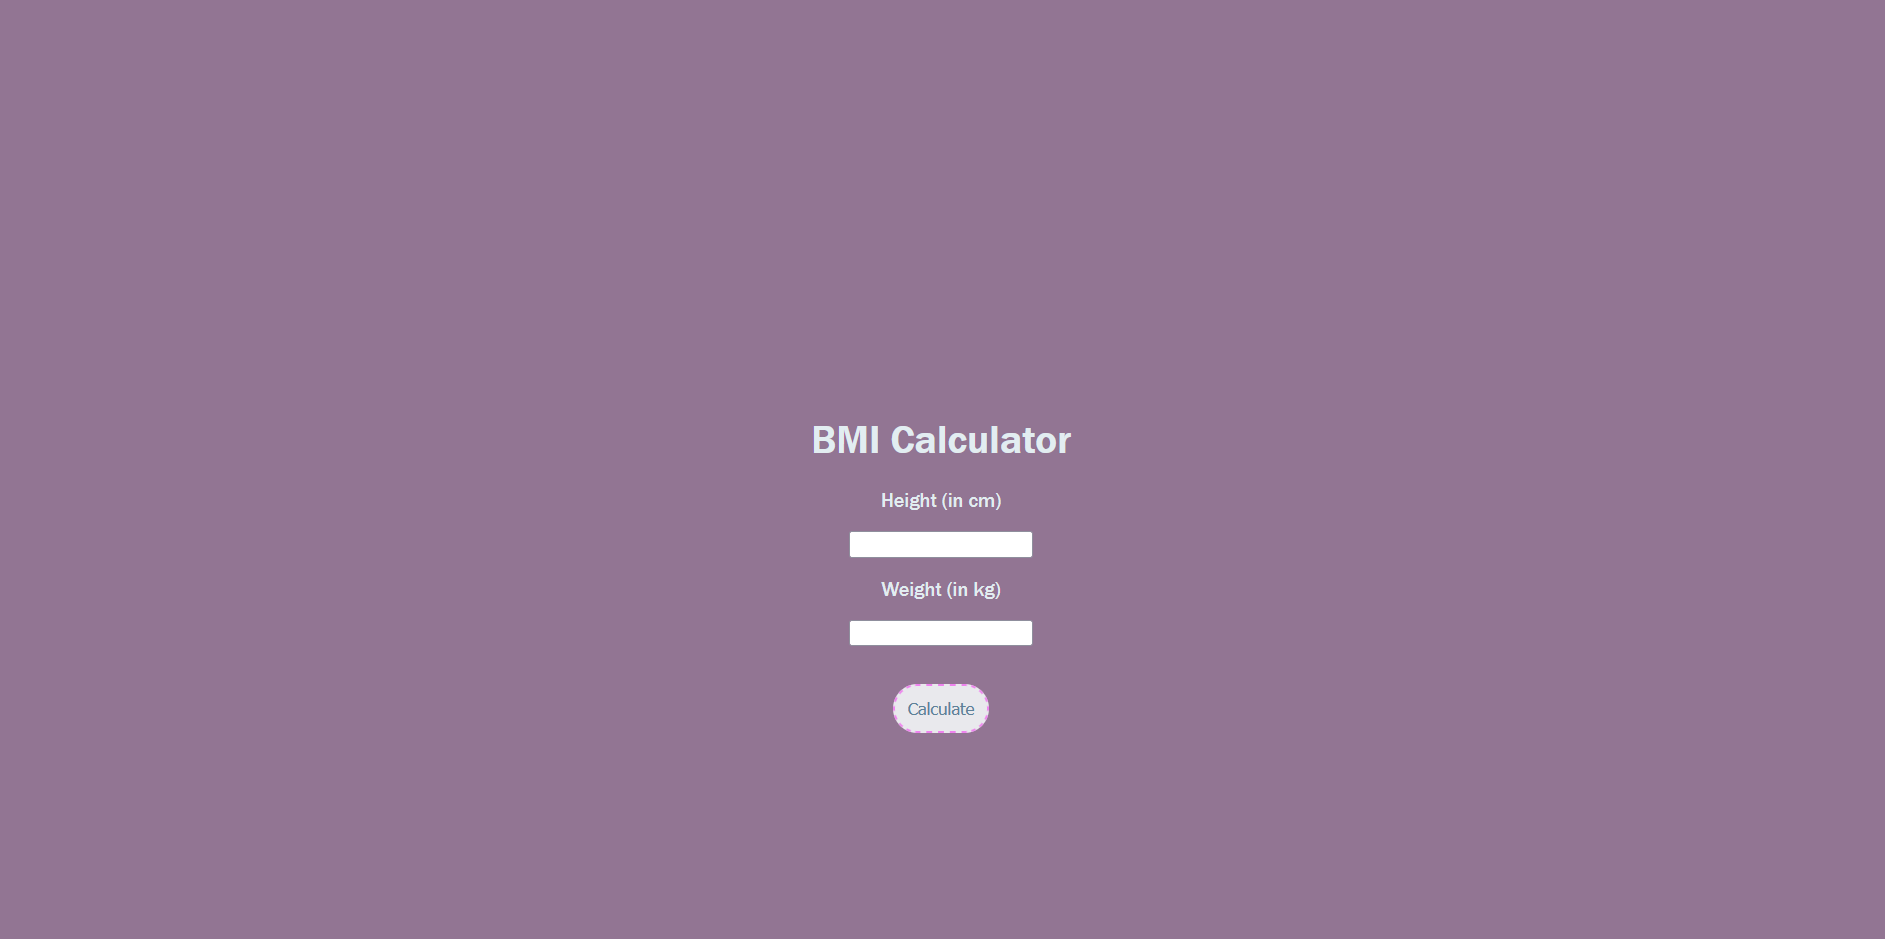 BMI Calculator
Height (in cm)
Weight (in kg)
Calculate